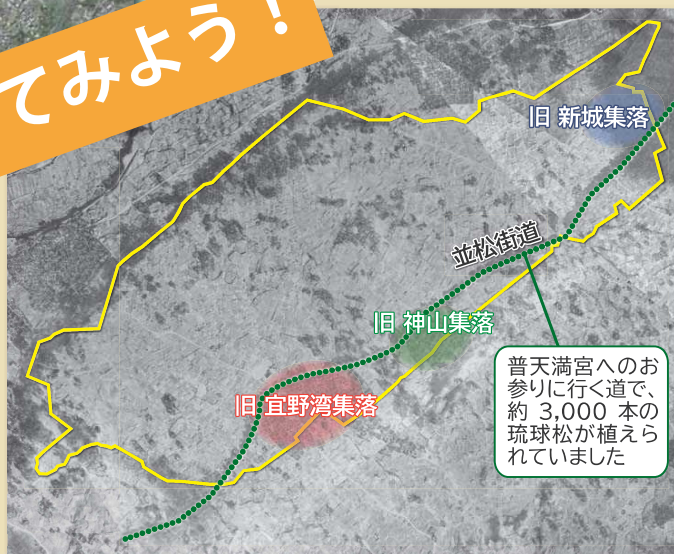 てみよう!
旧 新城集落
並松街道
旧 神山集落
旧 宜野湾集落
普天満宮へのお
参りに行く道で、
約 3,000 本の
琉球松が植えら
れていました